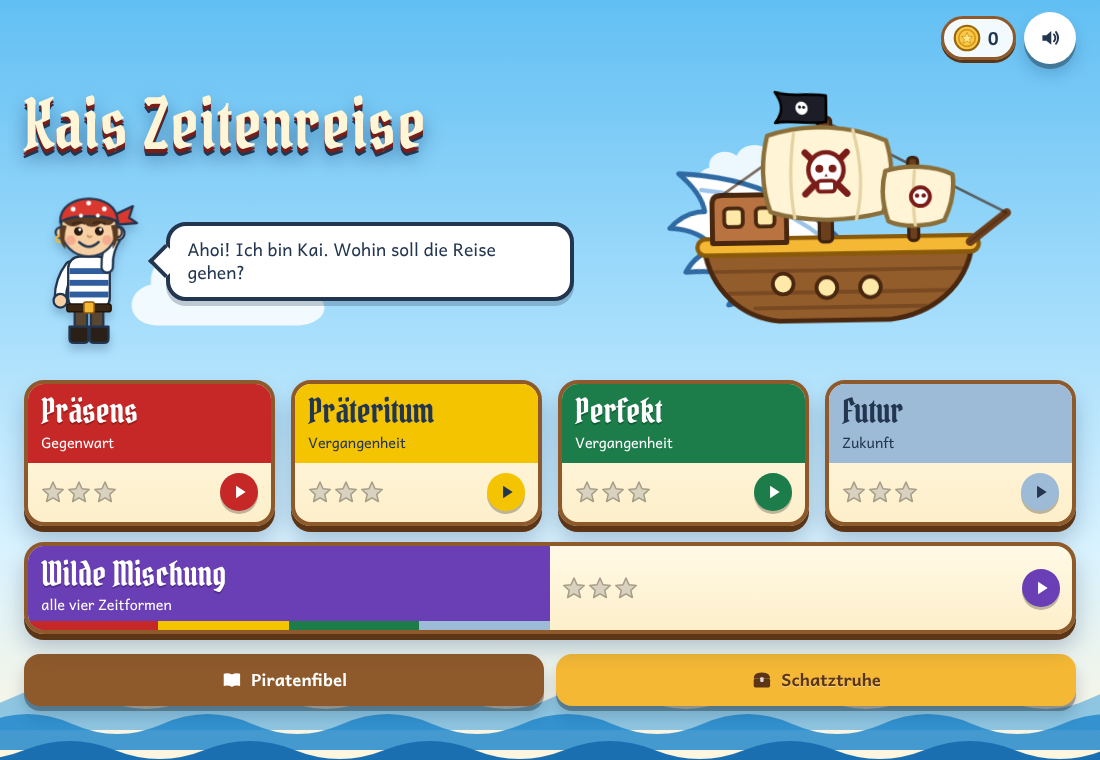 0
Kais Zeitenreise
Ahoi! Ich bin Kai. Wohin soll die Reise
gehen?
Präsens
Gegenwart
Präteritum
Vergangenheit
Perfekt
Vergangenheit
Futur
Zukunft
Wilde Mischung
alle vier Zeitformen
Piratenfibel
Schatztruhe